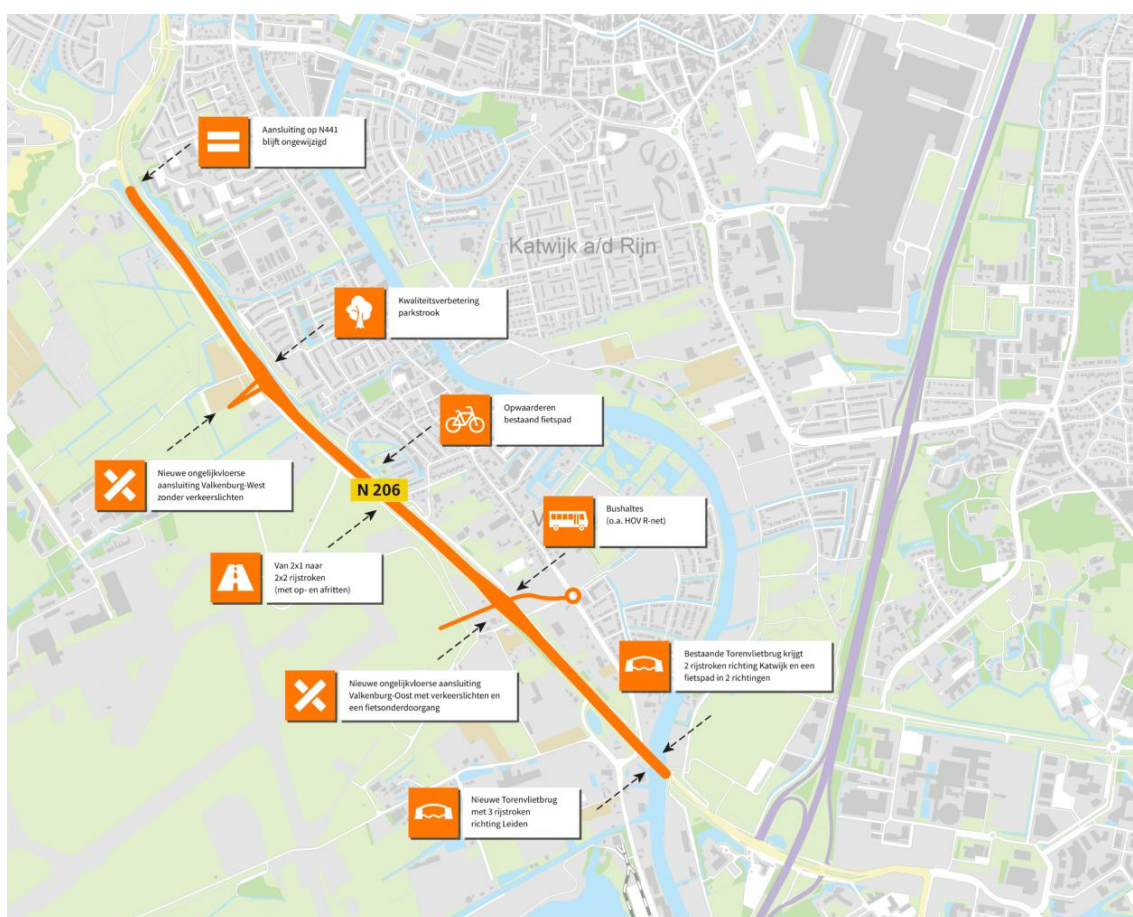 Aansluiting op N441
blijft ongewijzigd
Katwijk a/d Rijn
Kwaliteitsverbetering
parkstrook
Opwaarderen
bestaand fietspad
Nieuwe ongelijkvloerse
aansluiting Valkenburg-West
zonder verkeerslichten
N 206
Bushaltes
(o.a. HOV R-net)
Van 2x1 naar
2x2 rijstroken
(met op- en afritten)
Bestaande Torenvlietbrug krijgt
2 rijstroken richting Katwijk en een
fietspad in 2 richtingen
Nieuwe ongelijkvloerse aansluiting
Valkenburg-Oost met verkeerslichten en
een fietsonderdoorgang
Nieuwe Torenvlietbrug
met 3 rijstroken
richting Leiden